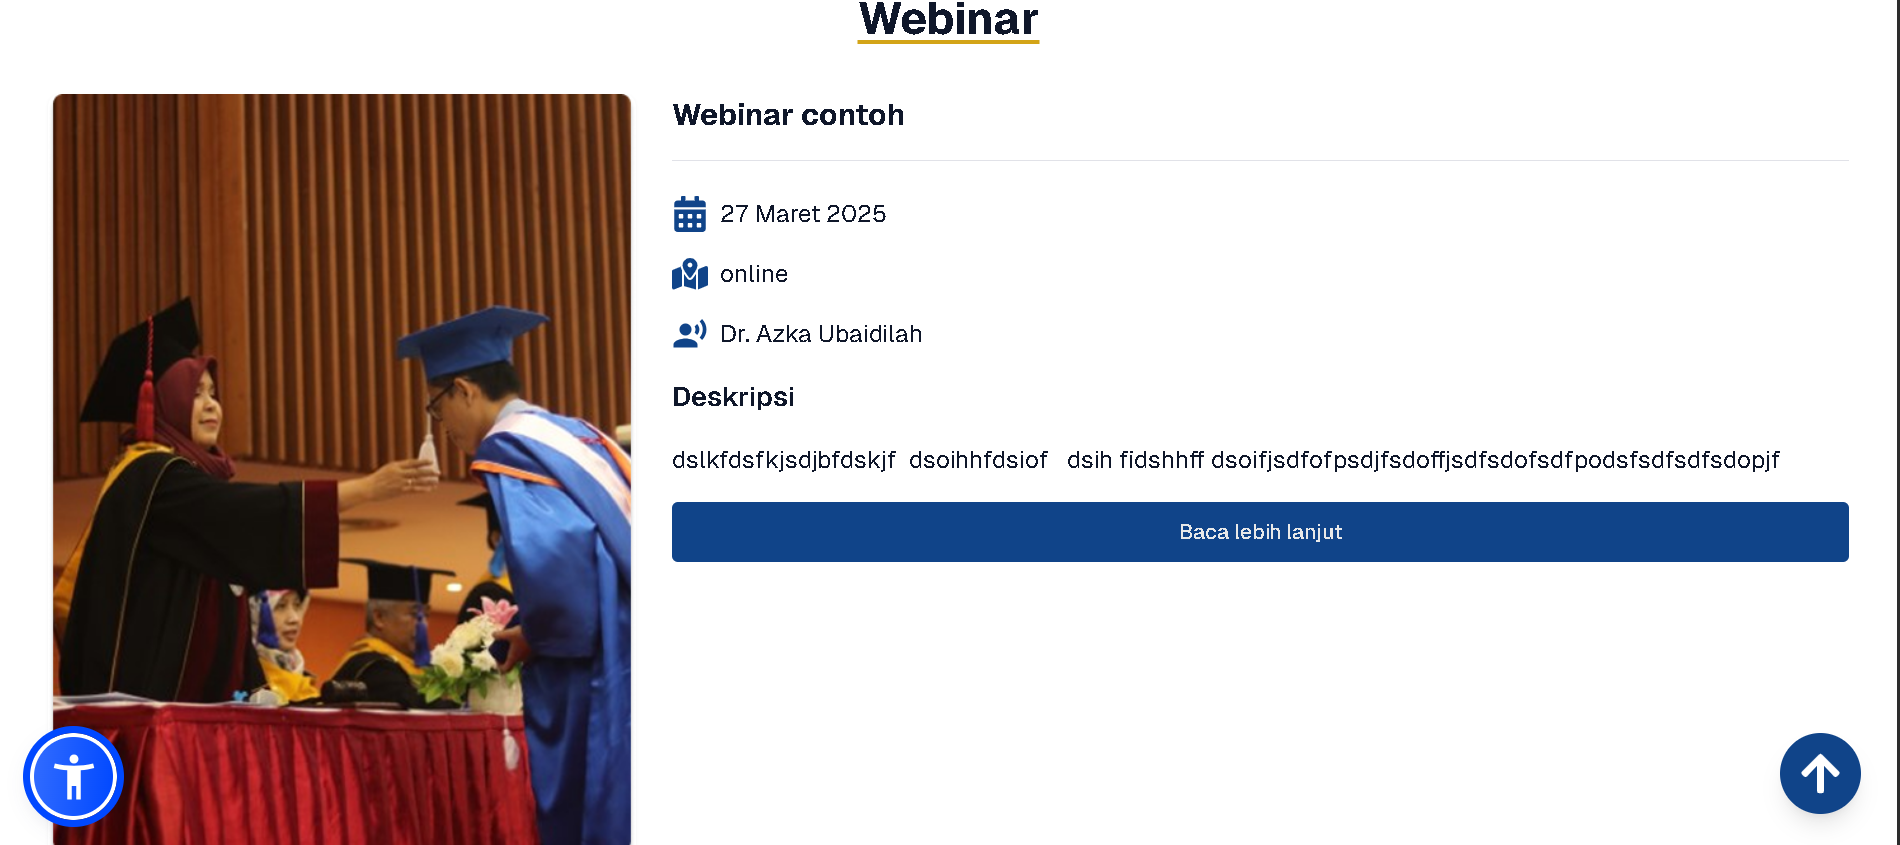 Webinar
Webinar contoh
27 Maret 2025
online
Dr. Azka Ubaidilah
Deskripsi
dslkfdsfkjsdjbfdskjf  dsoihhfdsiof   dsih fidshhff dsoifjsdfofpsdjfsdoffjsdfsdofsdfpodsfsdfsdfsdopjf
Baca lebih lanjut